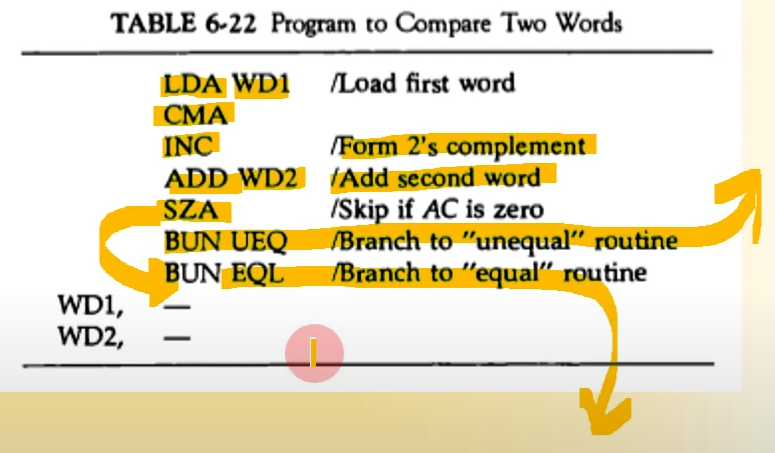 TABLE 6-22 Program to Compare Two Words
LDA WD1 /Load first word
CMA
INC /Form 2's complement
ADD WD2 /Add second word
SZA /Skip if AC is zero
BUN UEQ /Branch to "unequal" routine
BUN EQL /Branch to "equal" routine
WD1, —
WD2, —